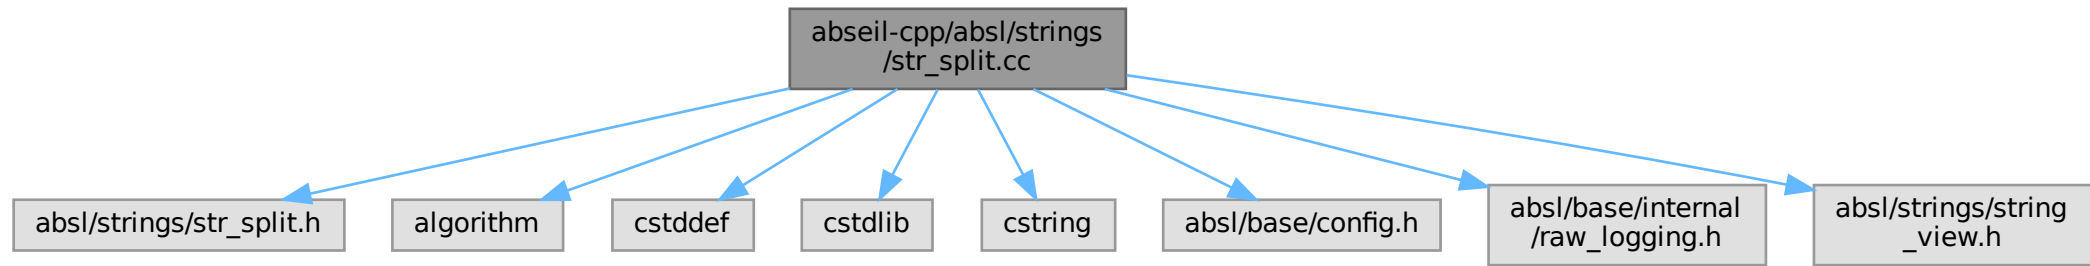 abseil-cpp/absl/strings
/str_split.cc
absl/strings/str_split.h
algorithm
cstddef
cstdlib
cstring
absl/base/config.h
absl/base/internal
/raw_logging.h
absl/strings/string
_view.h